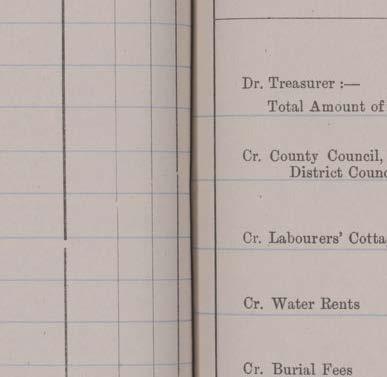 Dr. Treasurer :—
Total Amount of
Cr. County Council,
District Counc
Cr. Labourers' Cotta
Cr. Water Rents
Cr. Burial Fees